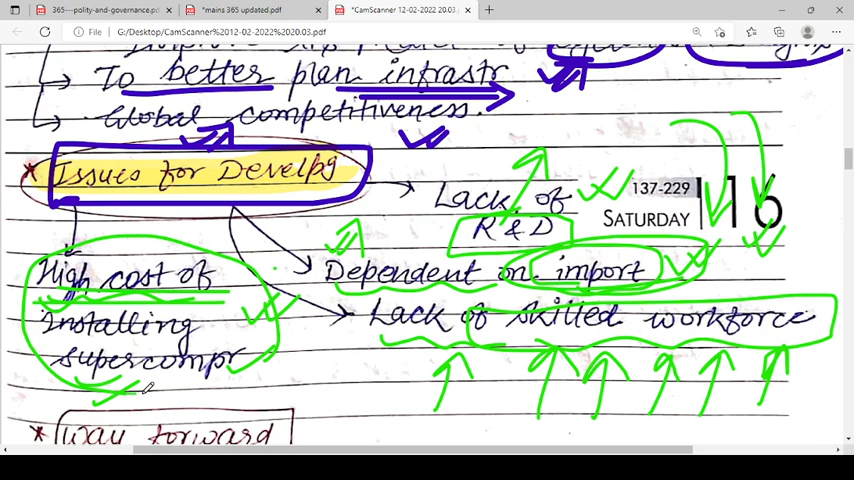 365---polity-and-governance.pd
*mains 365 updated.pdf
*CamScanner 12-02-2022 20.03.p
File
G:/Desktop/CamScanner%2012-02-2022%2020.03.pdf
→ To better plan infrastr
→ Global competitiveness.
* Issues for Develpg
→ Lack of R & D
137-229
SATURDAY
16
High cost of
installing
supercompr
→ Dependent on import
→ Lack of skilled workforce
* Way forward